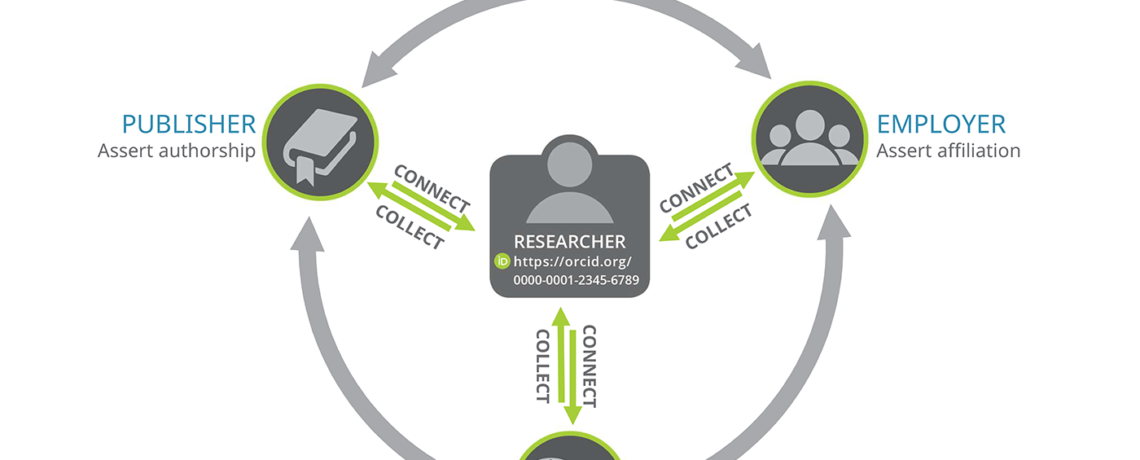 PUBLISHER
Assert authorship
EMPLOYER
Assert affiliation
CONNECT
COLLECT
CONNECT
COLLECT
RESEARCHER
iD https://orcid.org/
0000-0001-2345-6789
COLLECT
CONNECT